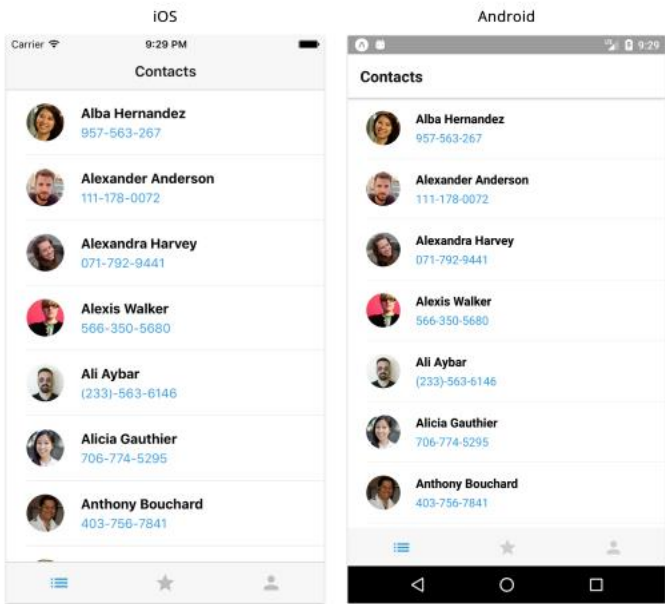 iOS
Carrier 9:29 PM
Contacts
Alba Hernandez
957-563-267
Alexander Anderson
111-178-0072
Alexandra Harvey
071-792-9441
Alexis Walker
566-350-5680
Ali Aybar
(233)-563-6146
Alicia Gauthier
706-774-5295
Anthony Bouchard
403-756-7841
Android
9:29
Contacts
Alba Hernandez
957-563-267
Alexander Anderson
111-178-0072
Alexandra Harvey
071-792-9441
Alexis Walker
566-350-5680
Ali Aybar
(233)-563-6146
Alicia Gauthier
706-774-5295
Anthony Bouchard
403-756-7841